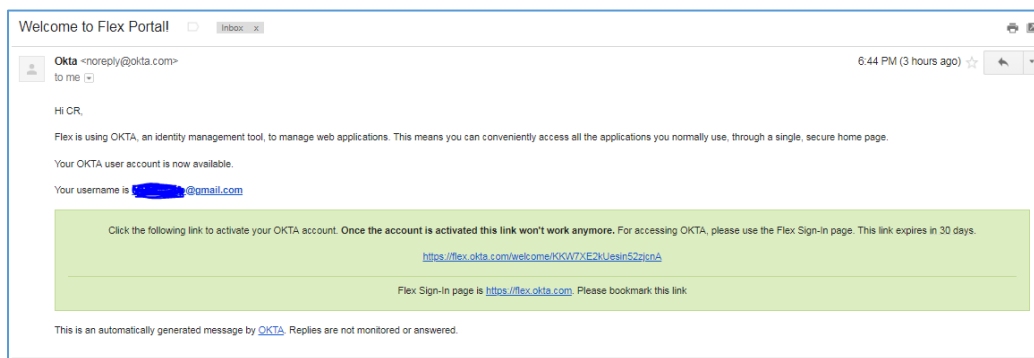 Welcome to Flex Portal! Inbox x
Okta <noreply@okta.com> 6:44 PM (3 hours ago)
to me
Hi CR,
Flex is using OKTA, an identity management tool, to manage web applications. This means you can conveniently access all the applications you normally use, through a single, secure home page.
Your OKTA user account is now available.
Your username is @gmail.com
Click the following link to activate your OKTA account. Once the account is activated this link won't work anymore. For accessing OKTA, please use the Flex Sign-In page. This link expires in 30 days.
https://flex.okta.com/welcome/KKW7XE2kUesin52zjcnA
Flex Sign-In page is https://flex.okta.com. Please bookmark this link
This is an automatically generated message by OKTA. Replies are not monitored or answered.